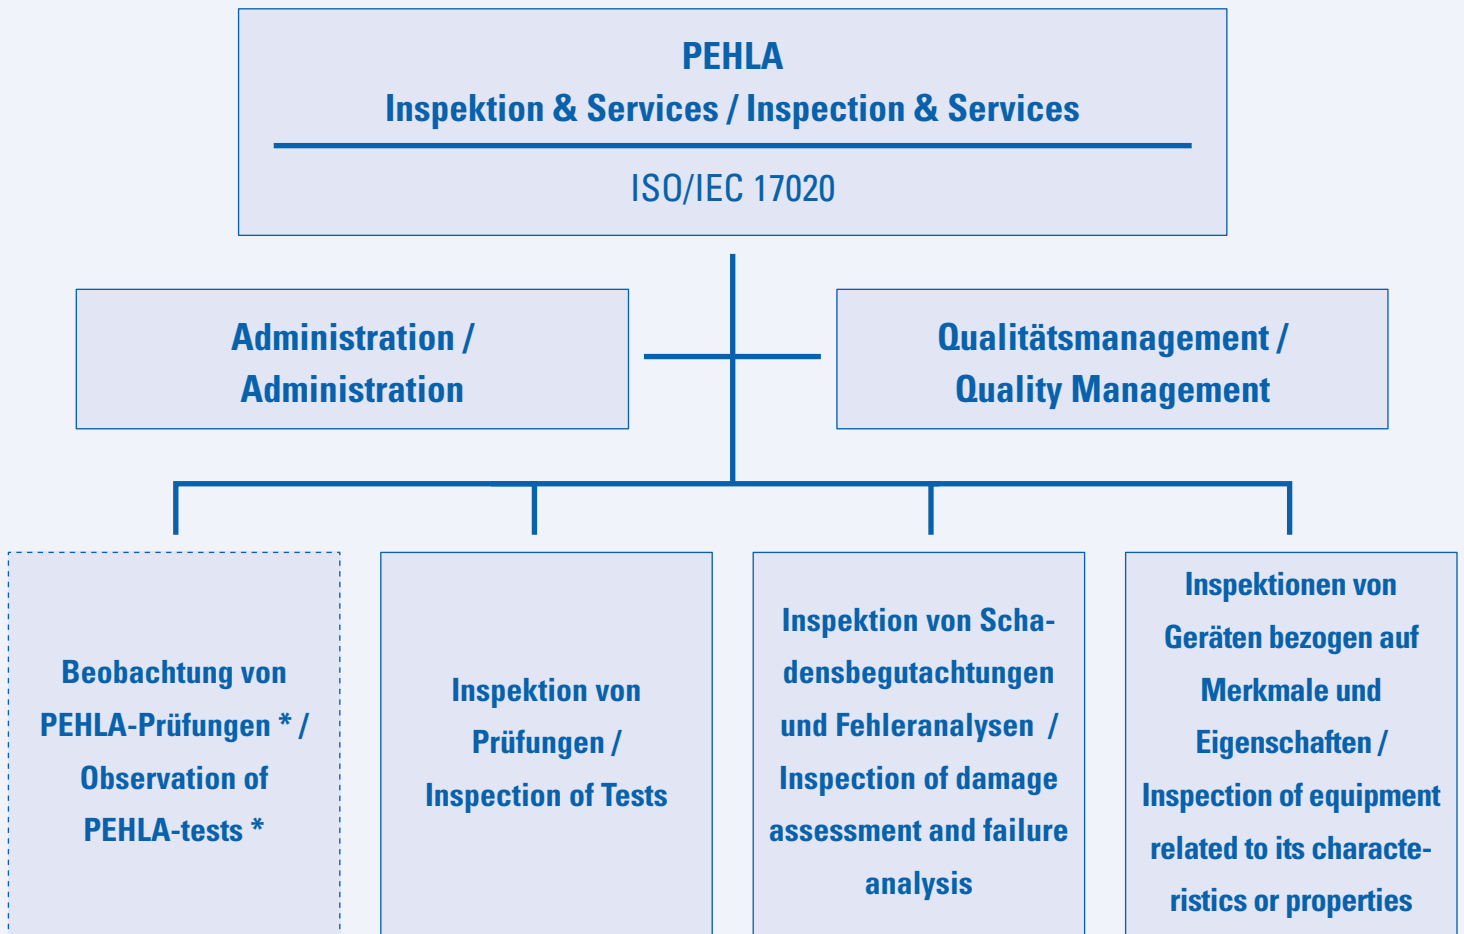 PEHLA
Inspektion & Services / Inspection & Services
ISO/IEC 17020
Administration /
Administration
Qualitätsmanagement /
Quality Management
Beobachtung von
PEHLA-Prüfungen * /
Observation of
PEHLA-tests *
Inspektion von
Prüfungen /
Inspection of Tests
Inspektion von Scha-
densbegutachtungen
und Fehleranalysen /
Inspection of damage
assessment and failure
analysis
Inspektionen von
Geräten bezogen auf
Merkmale und
Eigenschaften /
Inspection of equipment
related to its characte-
ristics or properties